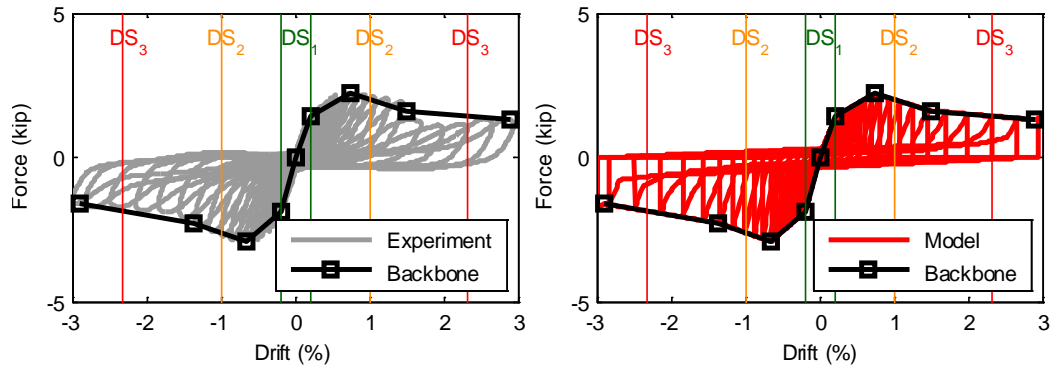 5
DS3 DS2 DS1 DS2 DS3
Force (kip)
0
Experiment
Backbone
-5
-3 -2 -1 0 1 2 3
Drift (%)
5
DS3 DS2 DS1 DS2 DS3
Force (kip)
0
Model
Backbone
-5
-3 -2 -1 0 1 2 3
Drift (%)